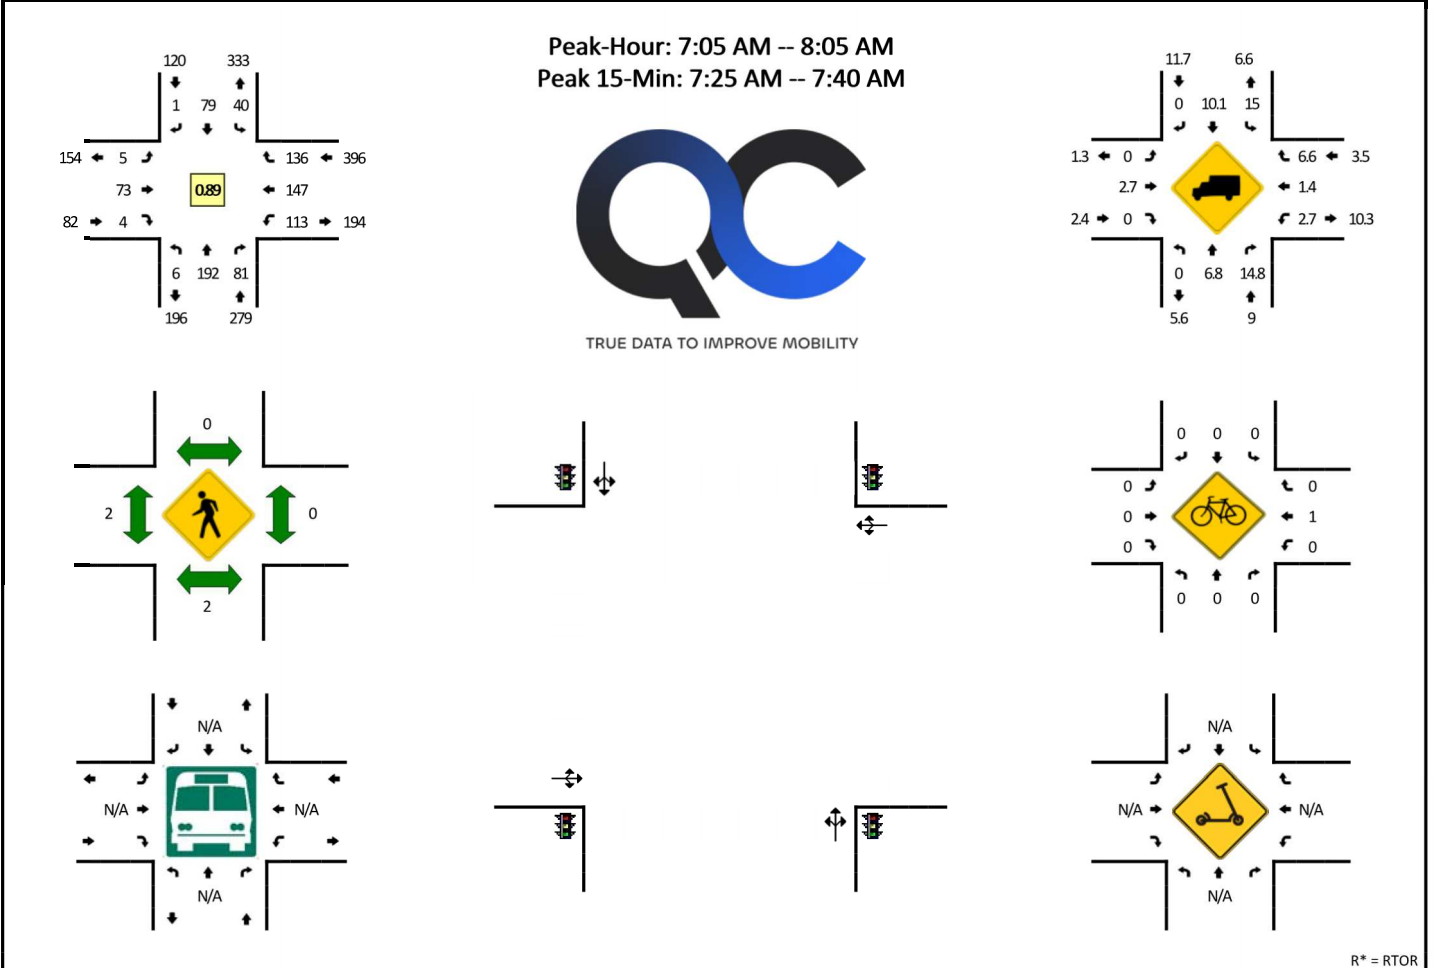 Peak-Hour: 7:05 AM -- 8:05 AM
Peak 15-Min: 7:25 AM -- 7:40 AM
120 333
1 79 40
154 5 136 396
73 0.89 147
82 4 113 194
6 192 81
196 279
QC
TRUE DATA TO IMPROVE MOBILITY
11.7 6.6
0 10.1 15
1.3 0 6.6 3.5
2.7 1.4
2.4 0 2.7 10.3
0 6.8 14.8
5.6 9
0
2 0
2
0 0 0
0 0
0 1
0 0
0 0 0
N/A
N/A N/A
N/A
N/A
N/A N/A
N/A
R* = RTOR